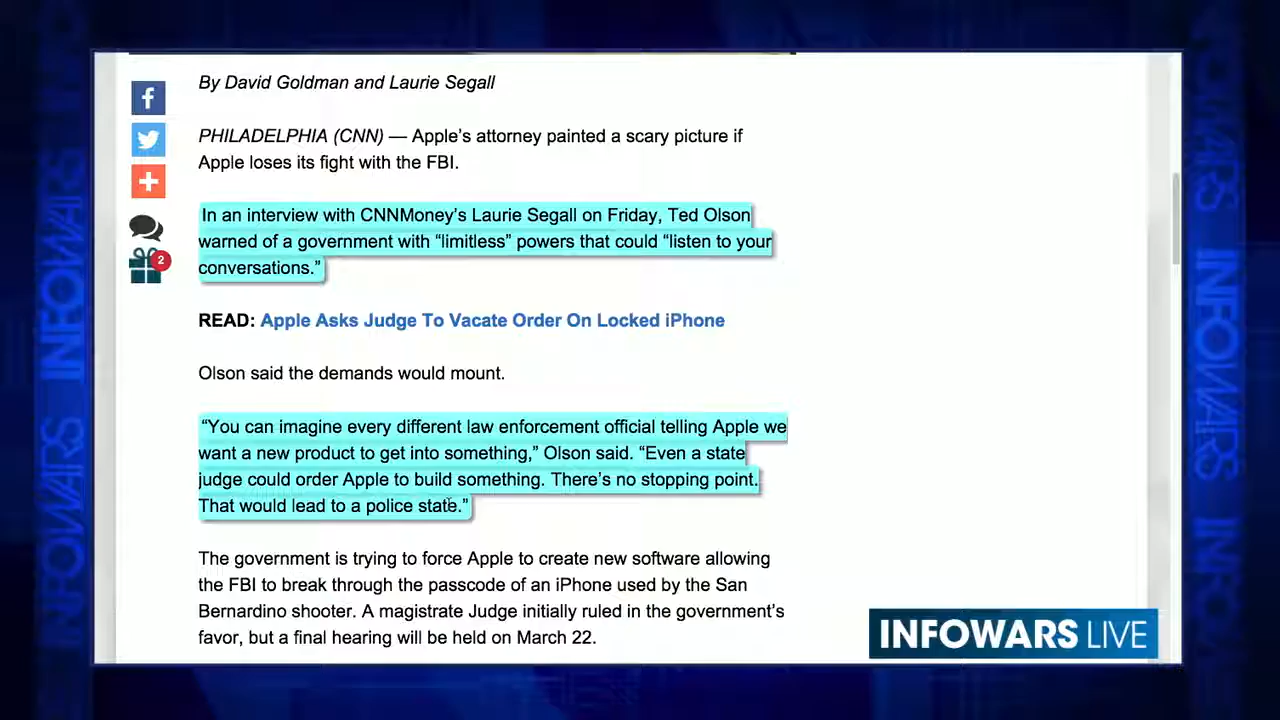 By David Goldman and Laurie Segall
PHILADELPHIA (CNN) — Apple's attorney painted a scary picture if
Apple loses its fight with the FBI.
In an interview with CNNMoney's Laurie Segall on Friday, Ted Olson
warned of a government with “limitless” powers that could “listen to your
conversations.”
2
READ: Apple Asks Judge To Vacate Order On Locked iPhone
Olson said the demands would mount.
“You can imagine every different law enforcement official telling Apple we
want a new product to get into something,” Olson said. “Even a state
judge could order Apple to build something. There's no stopping point.
That would lead to a police state.”
The government is trying to force Apple to create new software allowing
the FBI to break through the passcode of an iPhone used by the San
Bernardino shooter. A magistrate Judge initially ruled in the government's
favor, but a final hearing will be held on March 22.
INFOWARS LIVE
INFOWARS
INFOWARS